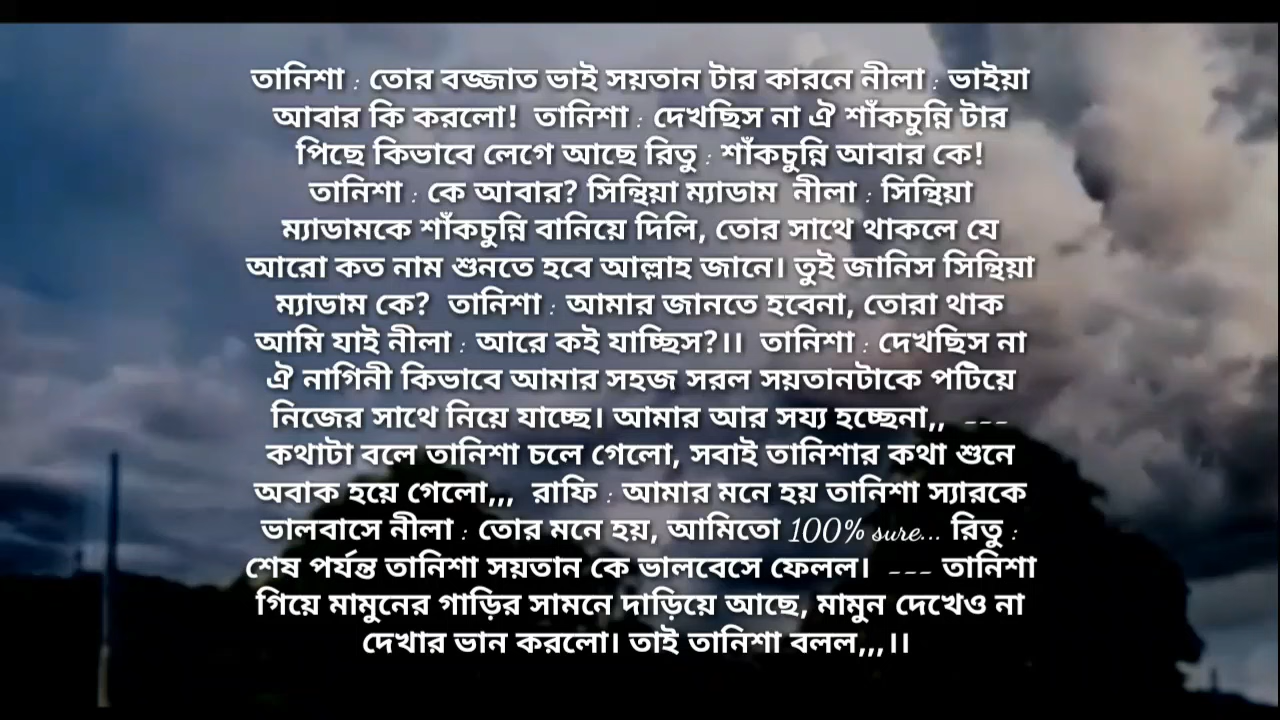 তানিশা : তোর বজ্জাত ভাই সয়তান টার কারনে নীলা : ভাইয়া
আবার কি করলো!  তানিশা : দেখছিস না ঐ শাঁকচুন্নি টার
পিছে কিভাবে লেগে আছে রিতু : শাঁকচুন্নি আবার কে!
তানিশা : কে আবার? সিন্থিয়া ম্যাডাম  নীলা : সিন্থিয়া
ম্যাডামকে শাঁকচুন্নি বানিয়ে দিলি, তোর সাথে থাকলে যে
আরো কত নাম শুনতে হবে আল্লাহ জানে। তুই জানিস সিন্থিয়া
ম্যাডাম কে?  তানিশা : আমার জানতে হবেনা, তোরা থাক
আমি যাই নীলা : আরে কই যাচ্ছিস?।।  তানিশা : দেখছিস না
ঐ নাগিনী কিভাবে আমার সহজ সরল সয়তানটাকে পটিয়ে
নিজের সাথে নিয়ে যাচ্ছে। আমার আর সয্য হচ্ছেনা,,  ---
কথাটা বলে তানিশা চলে গেলো, সবাই তানিশার কথা শুনে
অবাক হয়ে গেলো,,,  রাফি : আমার মনে হয় তানিশা স্যারকে
ভালবাসে নীলা : তোর মনে হয়, আমিতো 100% sure... রিতু :
শেষ পর্যন্ত তানিশা সয়তান কে ভালবেসে ফেলল।  --- তানিশা
গিয়ে মামুনের গাড়ির সামনে দাড়িয়ে আছে, মামুন দেখেও না
দেখার ভান করলো। তাই তানিশা বলল,,,।।